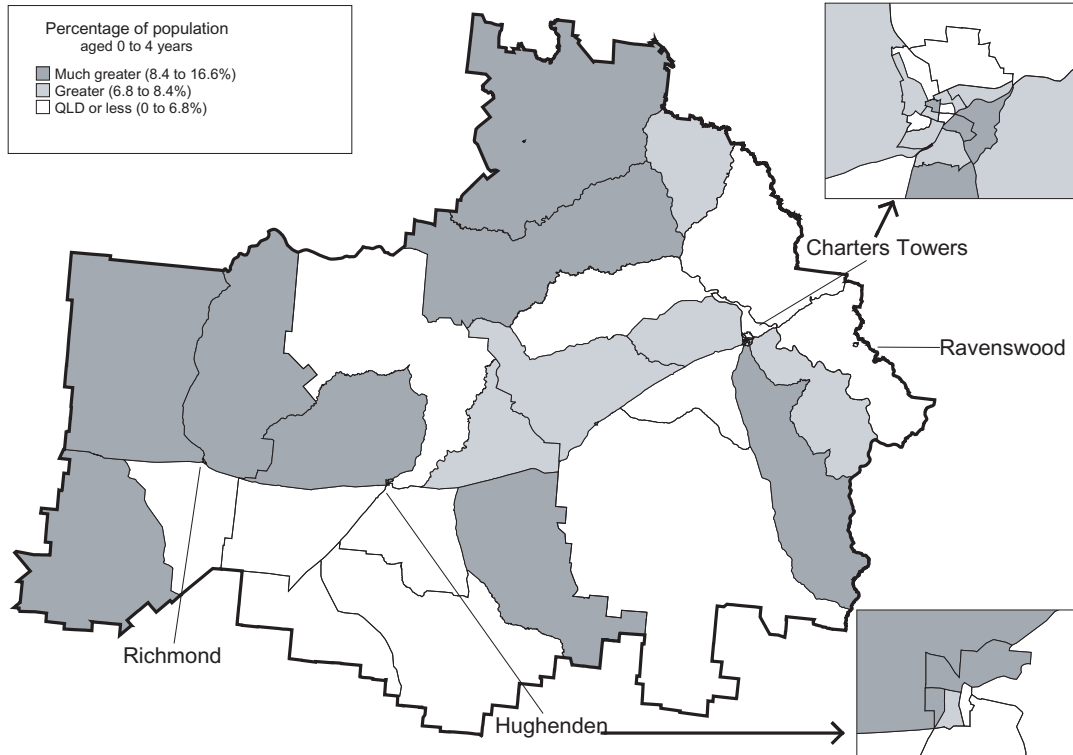 Percentage of population
aged 0 to 4 years
Much greater (8.4 to 16.6%)
Greater (6.8 to 8.4%)
QLD or less (0 to 6.8%)
Charters Towers
Ravenswood
Richmond
Hughenden